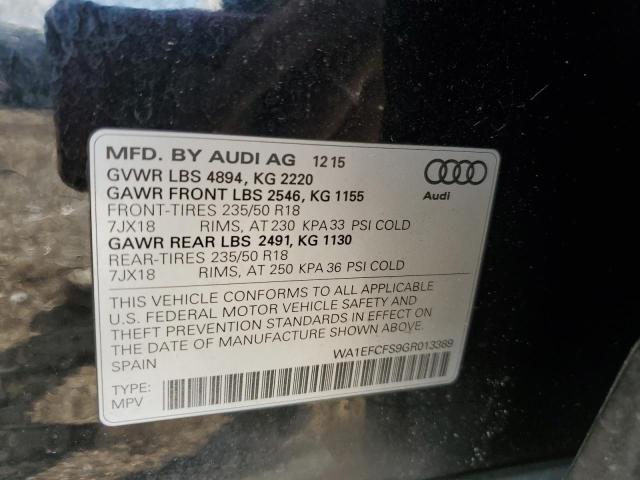 MFD. BY AUDI AG 12 15
GVWR LBS 4894, KG 2220
GAWR FRONT LBS 2546, KG 1155
FRONT-TIRES 235/50 R18
7JX18 RIMS, AT 230 KPA 33 PSI COLD
GAWR REAR LBS 2491, KG 1130
REAR-TIRES 235/50 R18
7JX18 RIMS, AT 250 KPA 36 PSI COLD
Audi
THIS VEHICLE CONFORMS TO ALL APPLICABLE
U.S. FEDERAL MOTOR VEHICLE SAFETY AND
THEFT PREVENTION STANDARDS IN EFFECT ON
THE DATE OF MANUFACTURE SHOWN ABOVE.
SPAIN
WA1EFCFS9GR013389
TYPE:
MPV